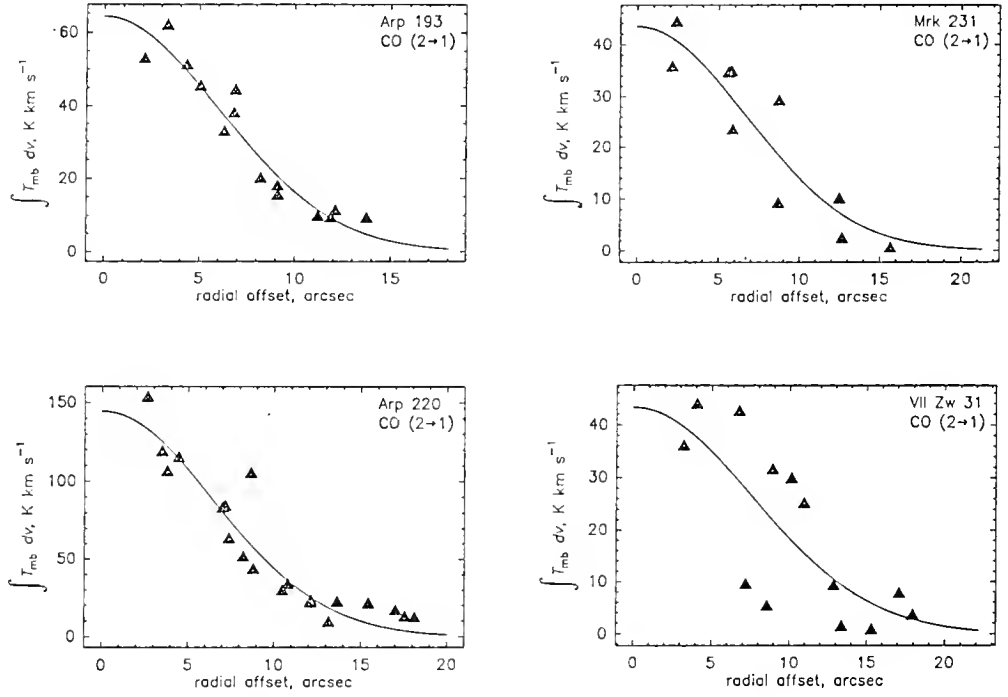 Arp 193
CO (2→1)
60
40
20
0
∫ Tmb dv, K km s⁻¹
0 5 10 15
radial offset, arcsec
Mrk 231
CO (2→1)
40
30
20
10
0
∫ Tmb dv, K km s⁻¹
0 5 10 15 20
radial offset, arcsec
Arp 220
CO (2→1)
150
100
50
0
∫ Tmb dv, K km s⁻¹
0 5 10 15 20
radial offset, arcsec
VII Zw 31
CO (2→1)
40
30
20
10
0
∫ Tmb dv, K km s⁻¹
0 5 10 15 20
radial offset, arcsec